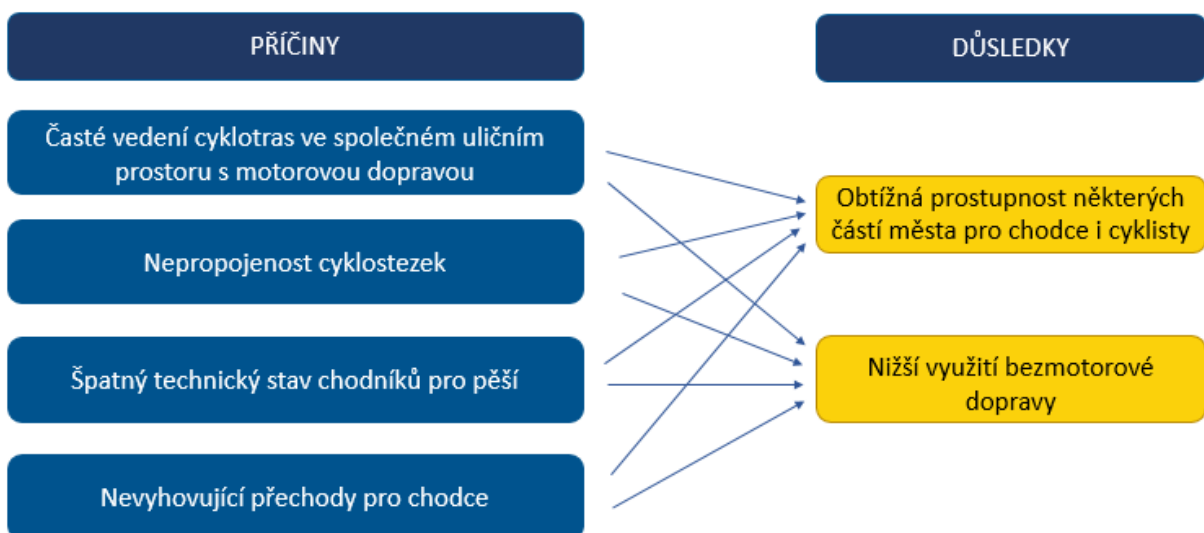 PŘÍČINY
DŮSLEDKY
Časté vedení cyklotras ve společném uličním
prostoru s motorovou dopravou
Nepropojenost cyklostezek
Špatný technický stav chodníků pro pěší
Nevyhovující přechody pro chodce
Obtížná prostupnost některých
částí města pro chodce i cyklisty
Nižší využití bezmotorové
dopravy